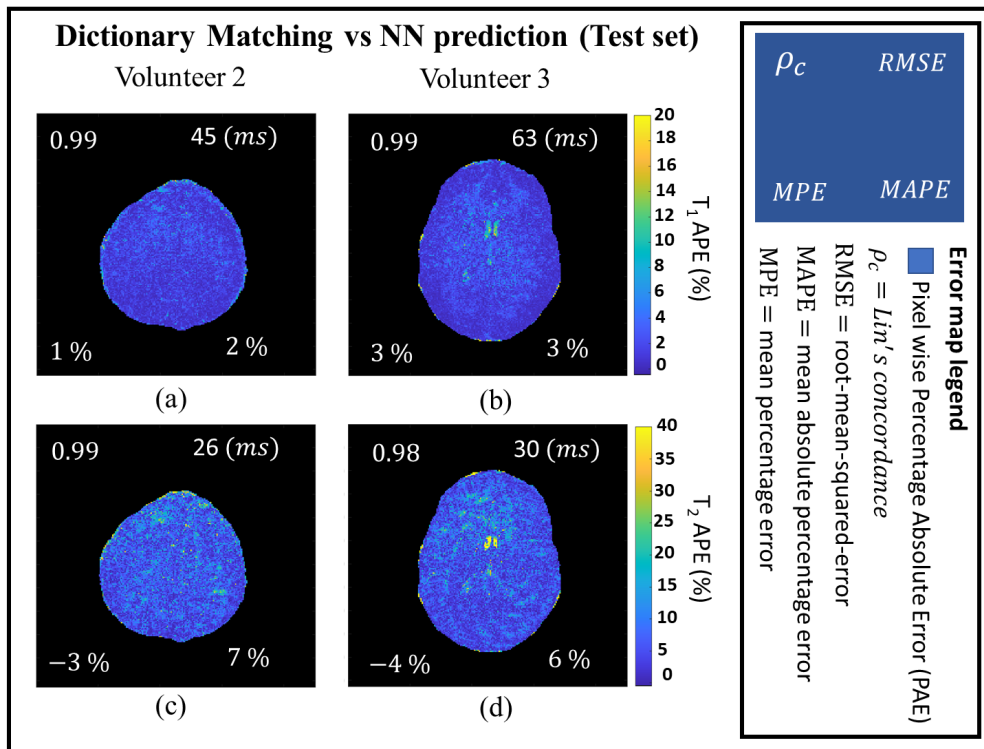 Dictionary Matching vs NN prediction (Test set)
Volunteer 2
Volunteer 3
0.99
45 (ms)
1 %
2 %
(a)
0.99
63 (ms)
3 %
3 %
(b)
20
18
16
14
12
10
8
6
4
2
0
T1 APE (%)
0.99
26 (ms)
−3 %
7 %
(c)
0.98
30 (ms)
−4 %
6 %
(d)
40
35
30
25
20
15
10
5
0
T2 APE (%)
ρc
RMSE
MPE
MAPE
Error map legend
Pixel wise Percentage Absolute Error (PAE)
ρc = Lin's concordance
RMSE = root-mean-squared-error
MAPE = mean absolute percentage error
MPE = mean percentage error